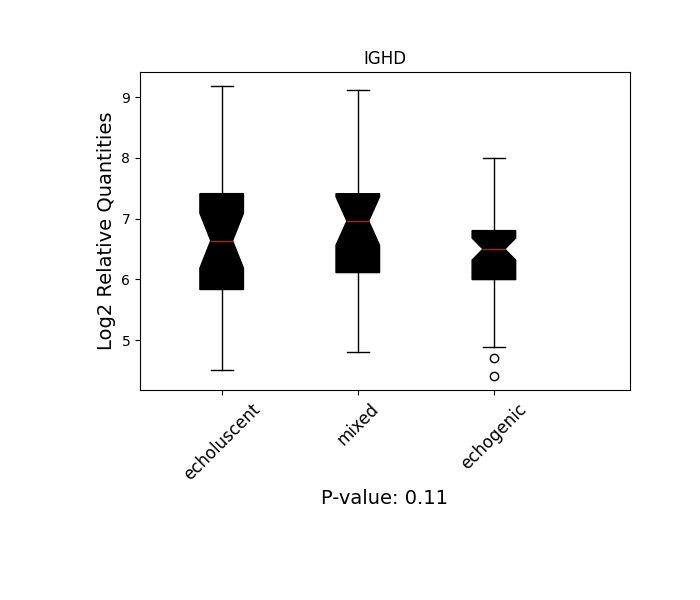 IGHD
Log2 Relative Quantities
9
8
7
6
5
echoluscent
mixed
echogenic
P-value: 0.11